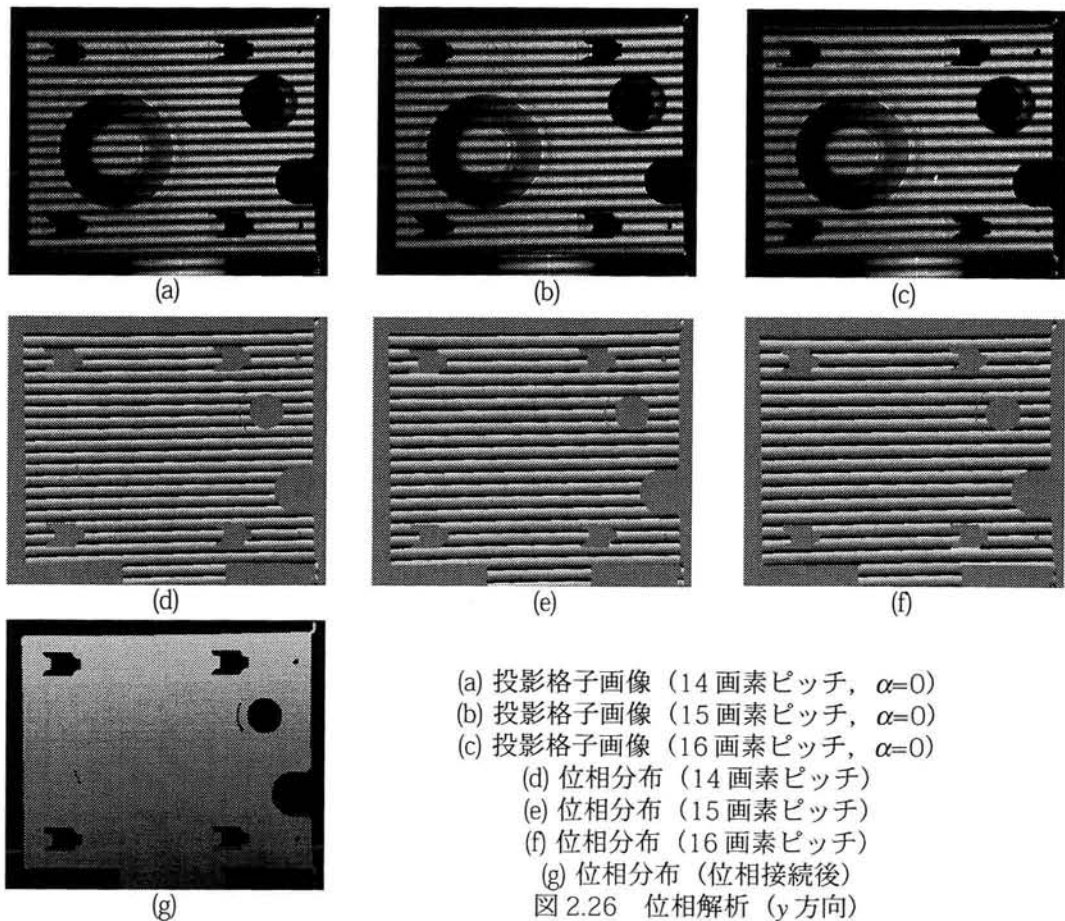 (a)
(b)
(c)
(d)
(e)
(f)
(g)
(a) 投影格子画像（14 画素ピッチ，α=0）
(b) 投影格子画像（15 画素ピッチ，α=0）
(c) 投影格子画像（16 画素ピッチ，α=0）
(d) 位相分布（14 画素ピッチ）
(e) 位相分布（15 画素ピッチ）
(f) 位相分布（16 画素ピッチ）
(g) 位相分布（位相接続後）
図 2.26　位相解析（y 方向）